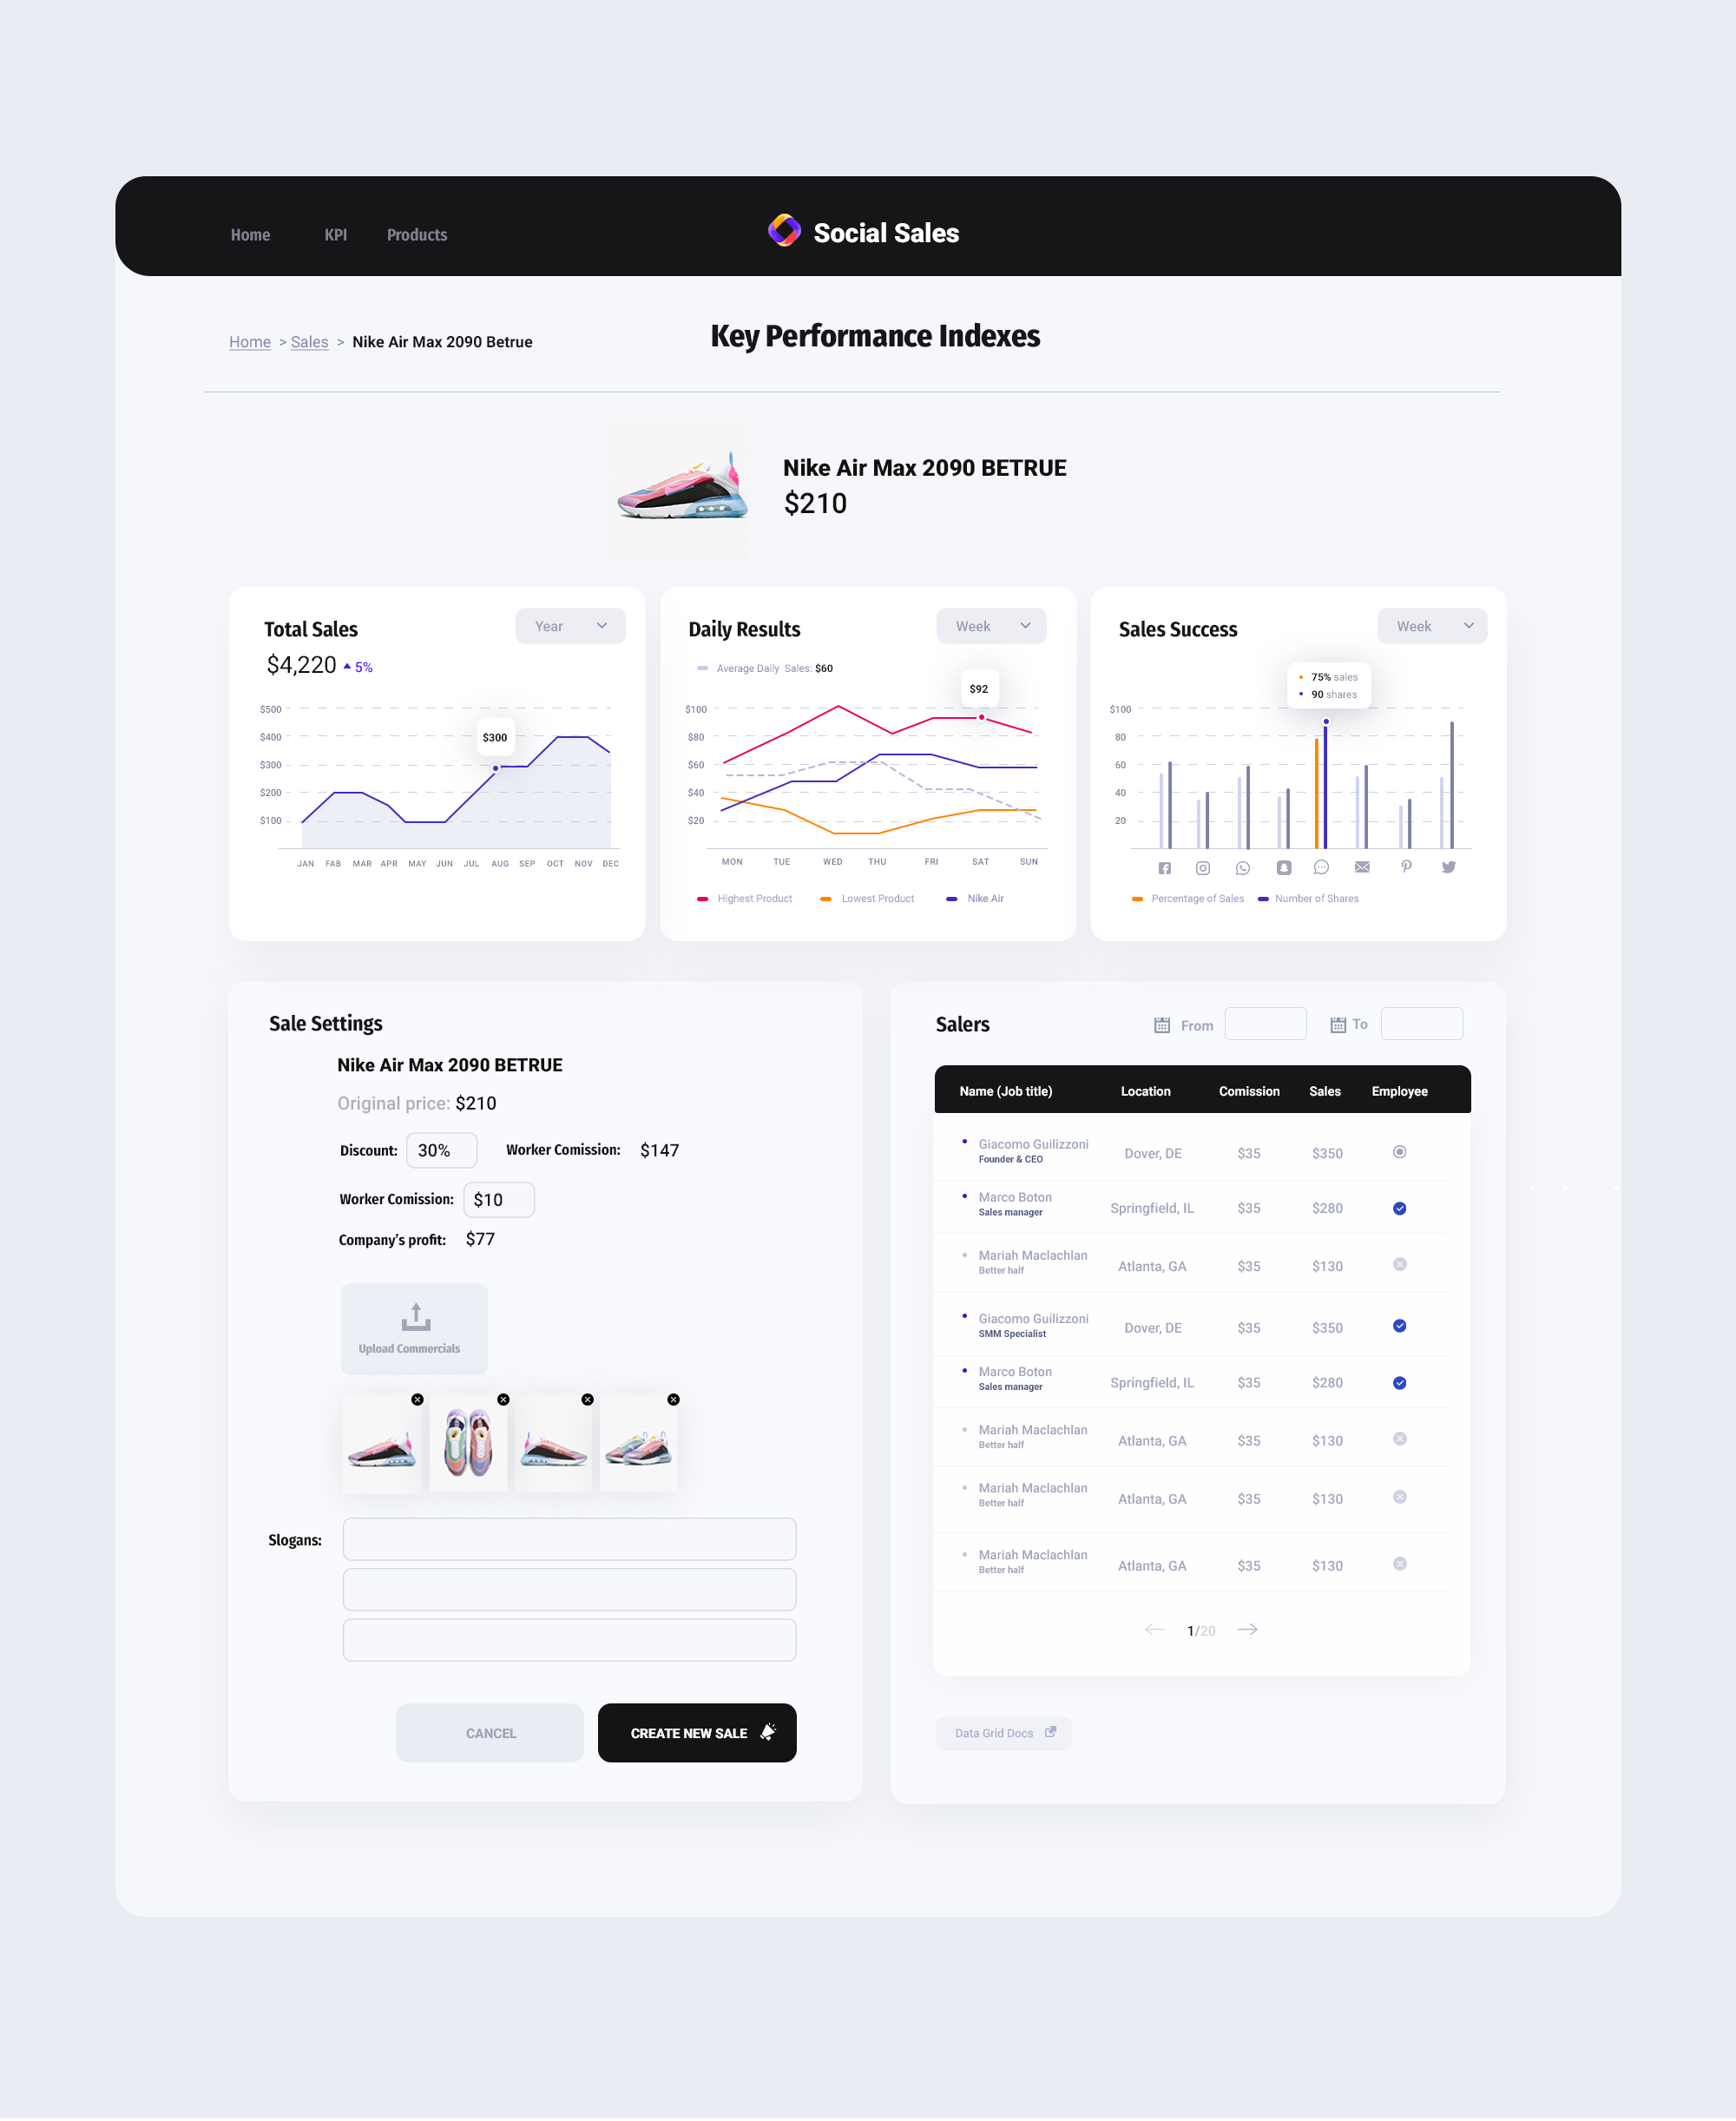 Home KPI Products Social Sales
Home > Sales > Nike Air Max 2090 Betrue
Key Performance Indexes
Nike Air Max 2090 BETRUE
$210
Total Sales
Year
$4,220 5%
$500
$400
$300
$200
$100
$300
JAN FAB MAR APR MAY JUN JUL AUG SEP OCT NOV DEC
Daily Results
Week
Average Daily Sales: $60
$92
$100
$80
$60
$40
$20
MON TUE WED THU FRI SAT SUN
Highest Product Lowest Product Nike Air
Sales Success
Week
75% sales
90 shares
$100
80
60
40
20
Percentage of Sales Number of Shares
Sale Settings
Nike Air Max 2090 BETRUE
Original price: $210
Discount: 30% Worker Comission: $147
Worker Comission: $10
Company's profit: $77
Upload Commercials
Slogans:
CANCEL CREATE NEW SALE
Salers
From To
Name (Job title) Location Comission Sales Employee
Giacomo Guilizzoni
Founder & CEO
Dover, DE $35 $350
Marco Boton
Sales manager
Springfield, IL $35 $280
Mariah Maclachlan
Better half
Atlanta, GA $35 $130
Giacomo Guilizzoni
SMM Specialist
Dover, DE $35 $350
Marco Boton
Sales manager
Springfield, IL $35 $280
Mariah Maclachlan
Better half
Atlanta, GA $35 $130
Mariah Maclachlan
Better half
Atlanta, GA $35 $130
Mariah Maclachlan
Better half
Atlanta, GA $35 $130
1/20
Data Grid Docs